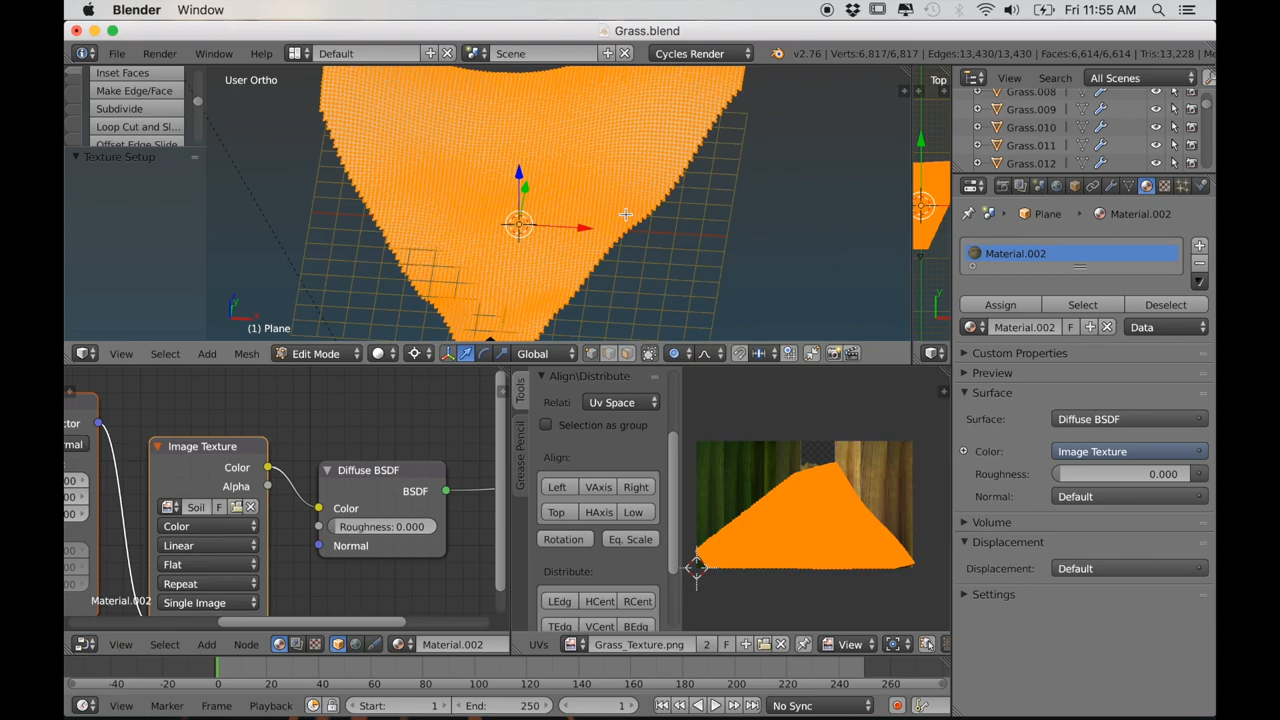 Blender Window Fri 11:55 AM
Grass.blend
File Render Window Help Default Scene Cycles Render v2.76 | Verts:6,817/6,817 | Edges:13,430/13,430 | Faces:6,614/6,614 | Tris:13,228 |
Inset Faces
Make Edge/Face
Subdivide
Loop Cut and Sl...
Offset Edge Slide
Texture Setup
User Ortho
(1) Plane
Top
View Search All Scenes
Grass.008
Grass.009
Grass.010
Grass.011
Grass.012
Plane Material.002
Material.002
Assign Select Deselect
Material.002 F Data
Custom Properties
Preview
Surface
Surface: Diffuse BSDF
Color: Image Texture
Roughness: 0.000
Normal: Default
Volume
Displacement
Displacement: Default
Settings
View Select Add Mesh Edit Mode Global
Image Texture
Color
Alpha
Soil F
Color
Linear
Flat
Repeat
Single Image
Diffuse BSDF
BSDF
Color
Roughness: 0.000
Normal
Material.002
View Select Add Node Material.002
Tools
Grease Pencil
Align\Distribute
Relati Uv Space
Selection as group
Align:
Left VAxis Right
Top HAxis Low
Rotation Eq. Scale
Distribute:
LEdg HCent RCent
TEdg VCent BEdg
UVs Grass_Texture.png 2 F View
-40 -20 0 20 40 60 80 100 120 140 160 180 200 220 240 260 280
View Marker Frame Playback Start: 1 End: 250 1 No Sync